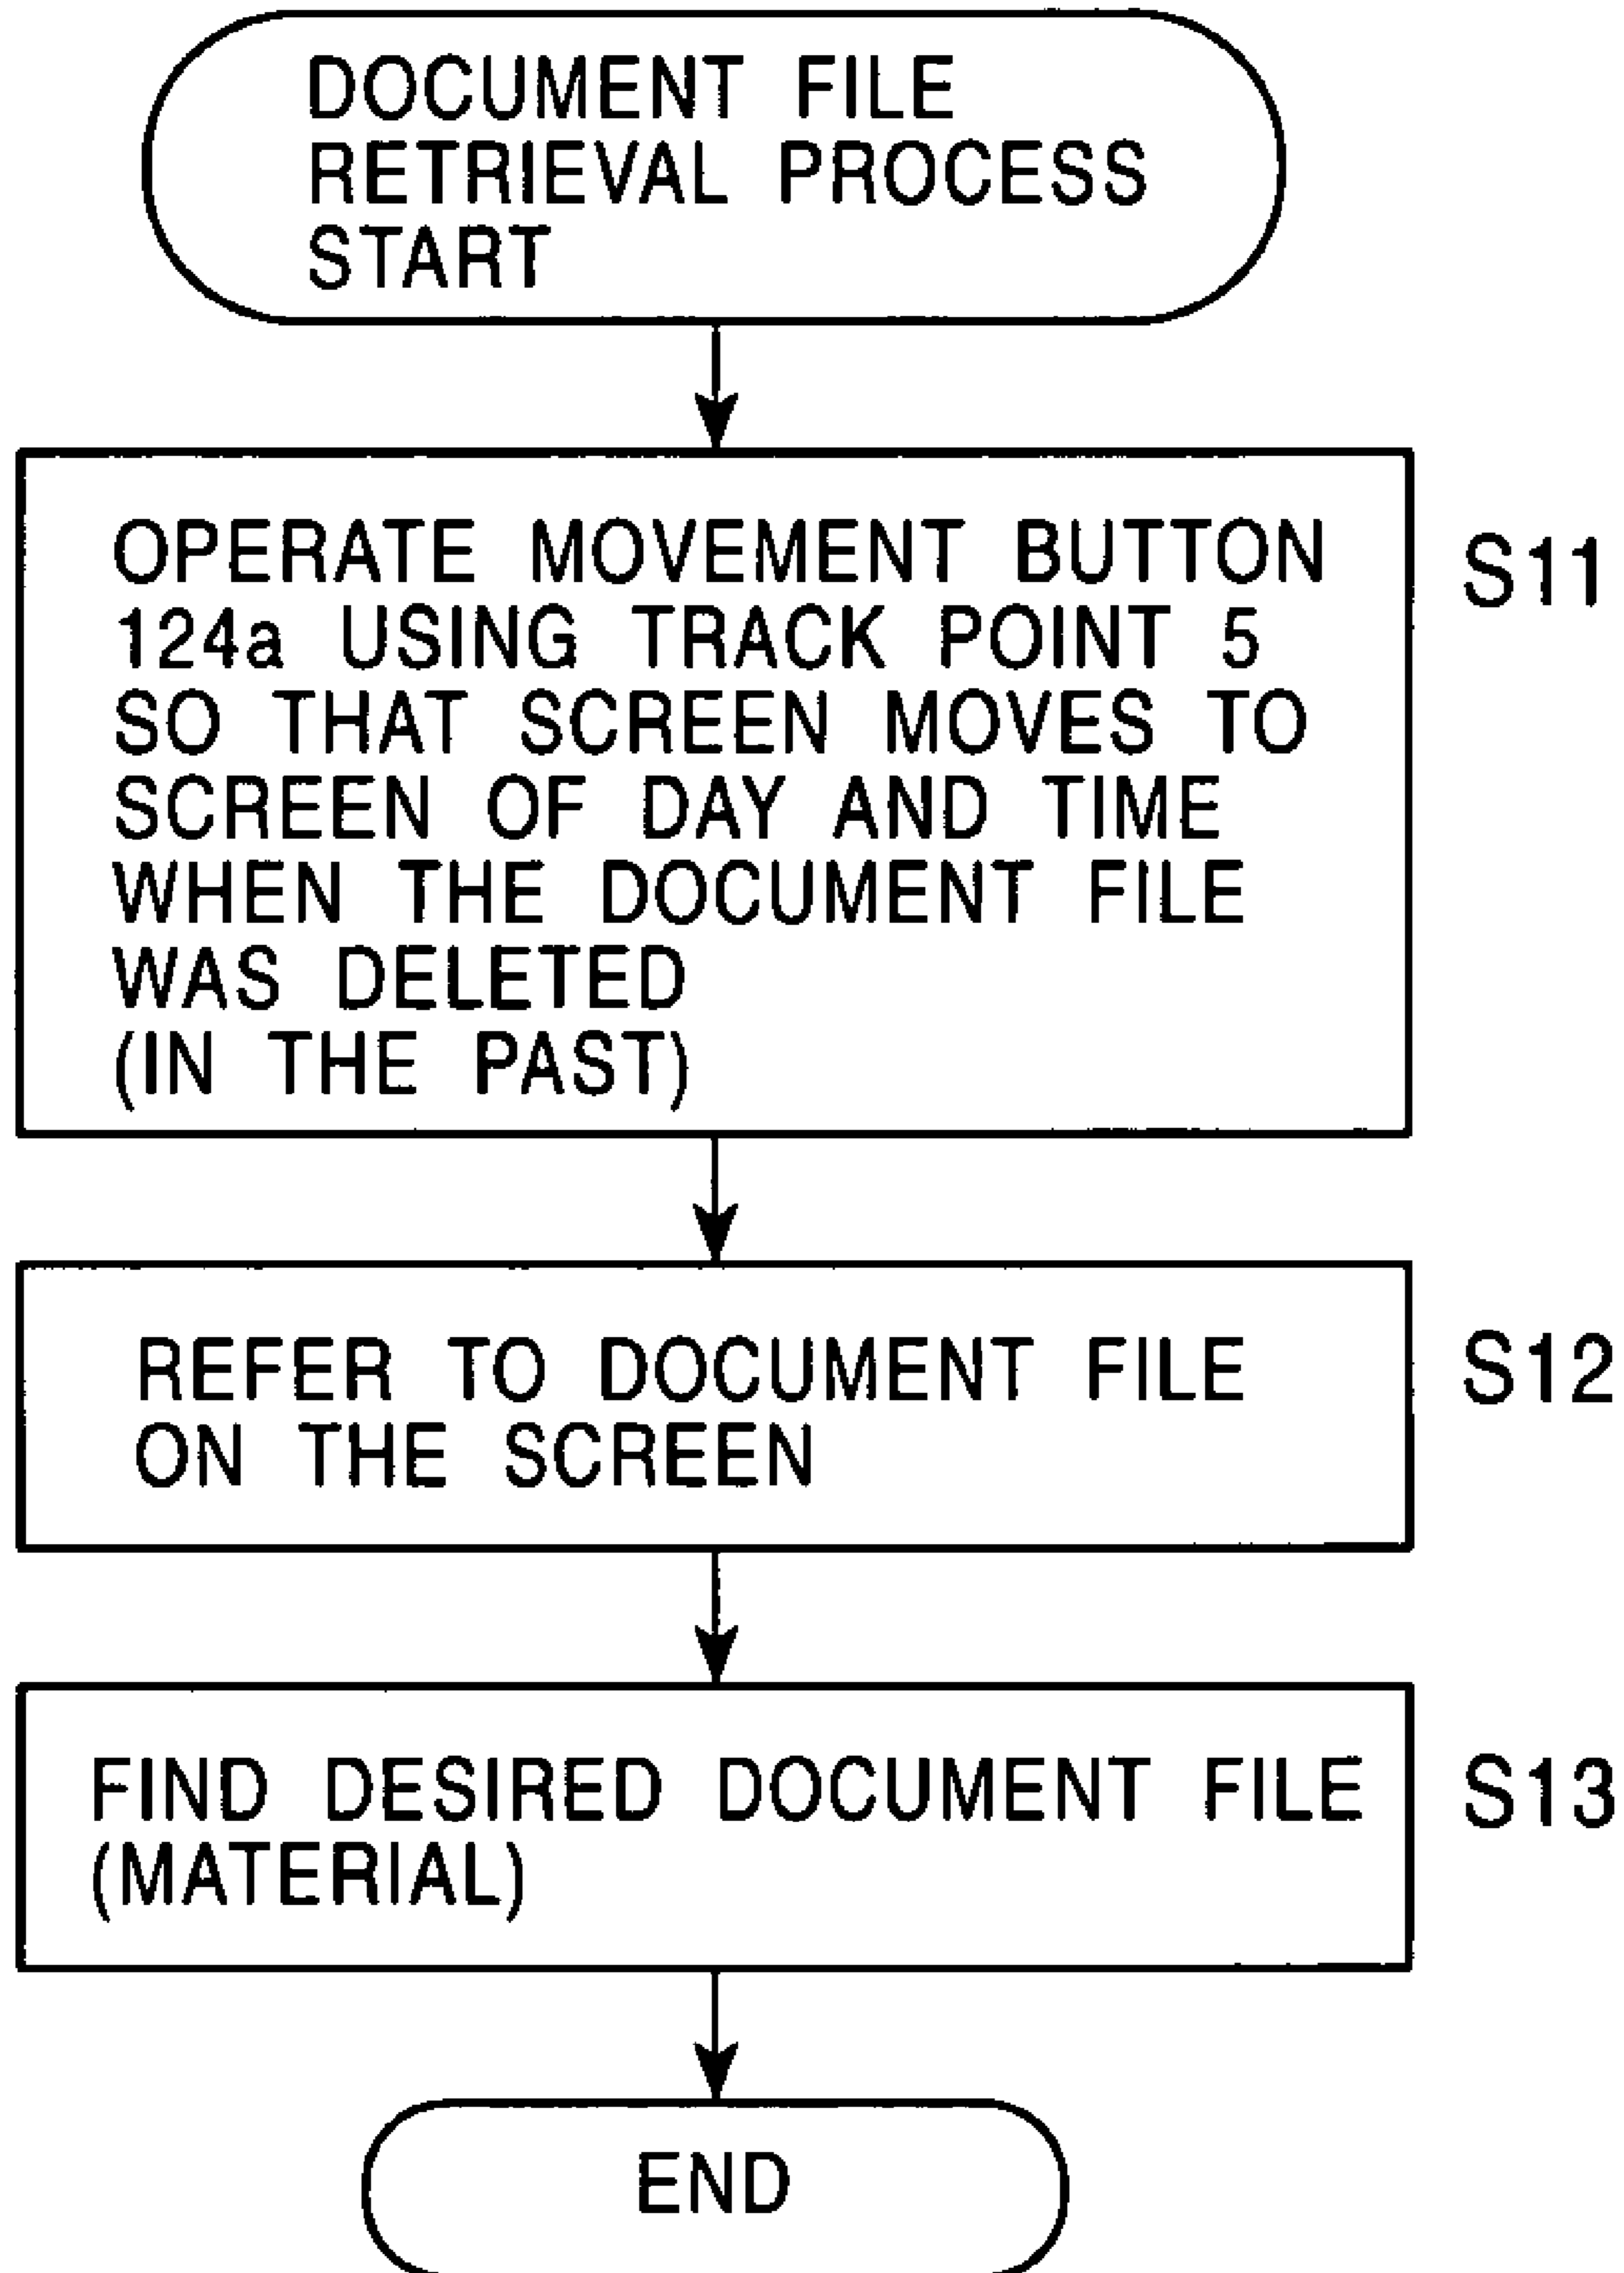 DOCUMENT FILE
RETRIEVAL PROCESS
START
OPERATE MOVEMENT BUTTON
124a USING TRACK POINT 5
SO THAT SCREEN MOVES TO
SCREEN OF DAY AND TIME
WHEN THE DOCUMENT FILE
WAS DELETED
(IN THE PAST)
S11
REFER TO DOCUMENT FILE
ON THE SCREEN
S12
FIND DESIRED DOCUMENT FILE
(MATERIAL)
S13
END